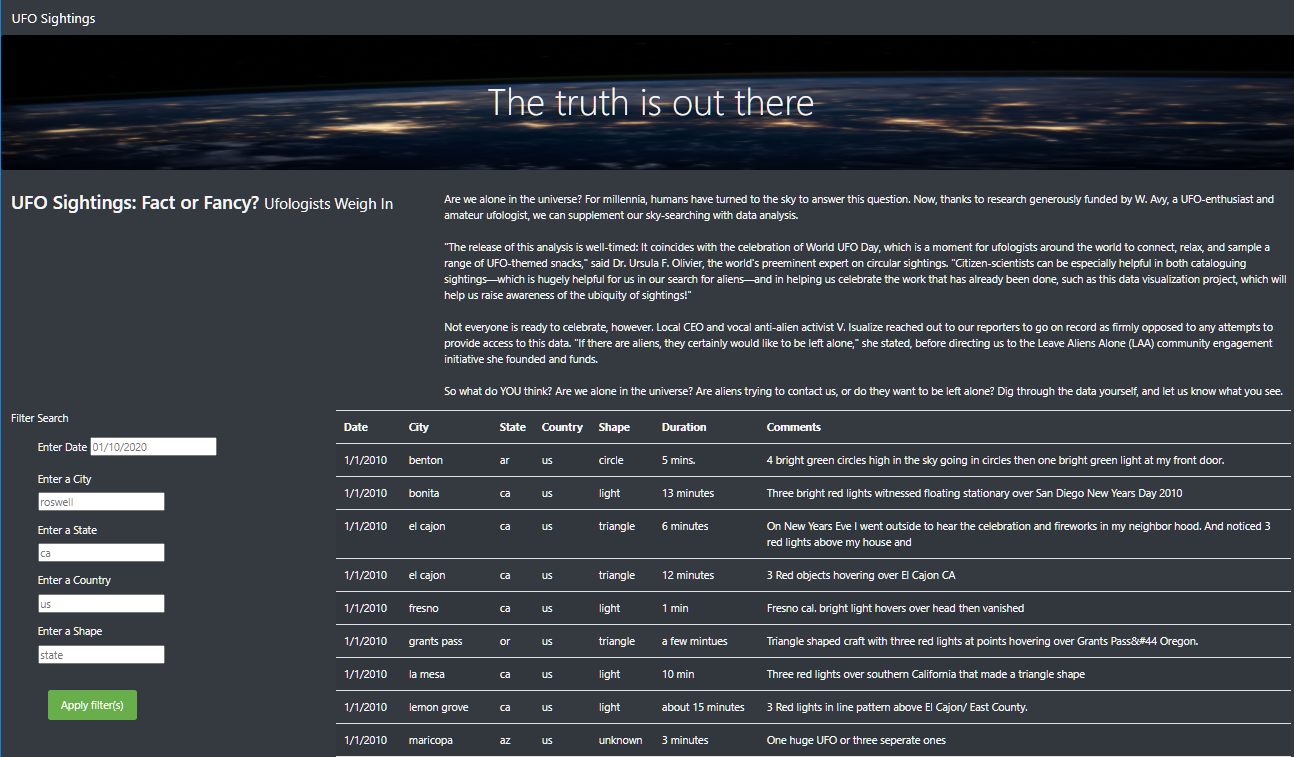 UFO Sightings
The truth is out there
UFO Sightings: Fact or Fancy? Ufologists Weigh In
Are we alone in the universe? For millennia, humans have turned to the sky to answer this question. Now, thanks to research generously funded by W. Avy, a UFO-enthusiast and
amateur ufologist, we can supplement our sky-searching with data analysis.
"The release of this analysis is well-timed: It coincides with the celebration of World UFO Day, which is a moment for ufologists around the world to connect, relax, and sample a
range of UFO-themed snacks," said Dr. Ursula F. Olivier, the world's preeminent expert on circular sightings. "Citizen-scientists can be especially helpful in both cataloguing
sightings—which is hugely helpful for us in our search for aliens—and in helping us celebrate the work that has already been done, such as this data visualization project, which will
help us raise awareness of the ubiquity of sightings!"
Not everyone is ready to celebrate, however. Local CEO and vocal anti-alien activist V. Isualize reached out to our reporters to go on record as firmly opposed to any attempts to
provide access to this data. "If there are aliens, they certainly would like to be left alone," she stated, before directing us to the Leave Aliens Alone (LAA) community engagement
initiative she founded and funds.
So what do YOU think? Are we alone in the universe? Are aliens trying to contact us, or do they want to be left alone? Dig through the data yourself, and let us know what you see.
Filter Search
Enter Date 01/10/2020
Enter a City
roswell
Enter a State
ca
Enter a Country
us
Enter a Shape
state
Apply filter(s)
Date City State Country Shape Duration Comments
1/1/2010 benton ar us circle 5 mins. 4 bright green circles high in the sky going in circles then one bright green light at my front door.
1/1/2010 bonita ca us light 13 minutes Three bright red lights witnessed floating stationary over San Diego New Years Day 2010
1/1/2010 el cajon ca us triangle 6 minutes On New Years Eve I went outside to hear the celebration and fireworks in my neighbor hood. And noticed 3
red lights above my house and
1/1/2010 el cajon ca us triangle 12 minutes 3 Red objects hovering over El Cajon CA
1/1/2010 fresno ca us light 1 min Fresno cal. bright light hovers over head then vanished
1/1/2010 grants pass or us triangle a few mintues Triangle shaped craft with three red lights at points hovering over Grants Pass&#44 Oregon.
1/1/2010 la mesa ca us light 10 min Three red lights over southern California that made a triangle shape
1/1/2010 lemon grove ca us light about 15 minutes 3 Red lights in line pattern above El Cajon/ East County.
1/1/2010 maricopa az us unknown 3 minutes One huge UFO or three seperate ones